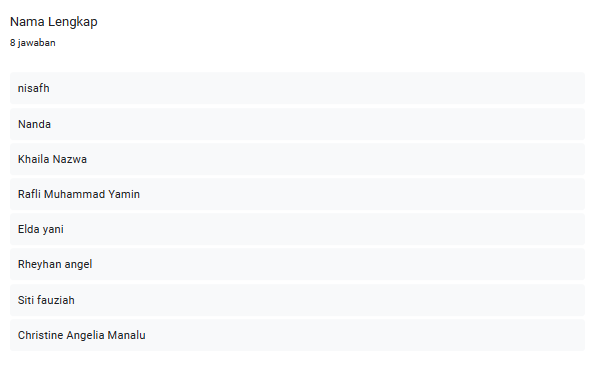 Nama Lengkap
8 jawaban
nisafh
Nanda
Khaila Nazwa
Rafli Muhammad Yamin
Elda yani
Rheyhan angel
Siti fauziah
Christine Angelia Manalu